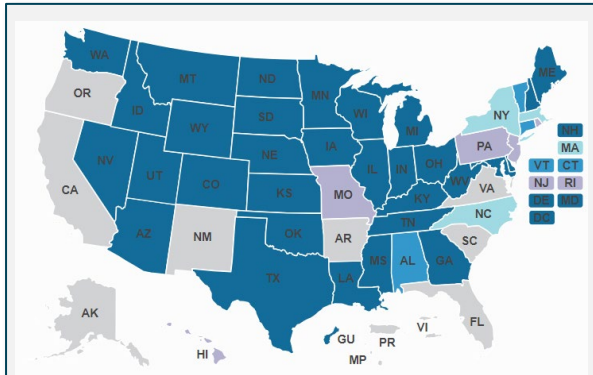 WA
ME
MT
ND
MN
OR
NY
ID
SD
WI
MI
NH
WY
MA
PA
IA
VT CT
NE
NV
OH
IL
IN
NJ RI
UT
CO
WV
VA
DE MD
CA
KS
MO
KY
DC
NC
TN
OK
AZ
NM
AR
SC
MS
AL
GA
TX
LA
AK
FL
HI
GU
PR
VI
MP